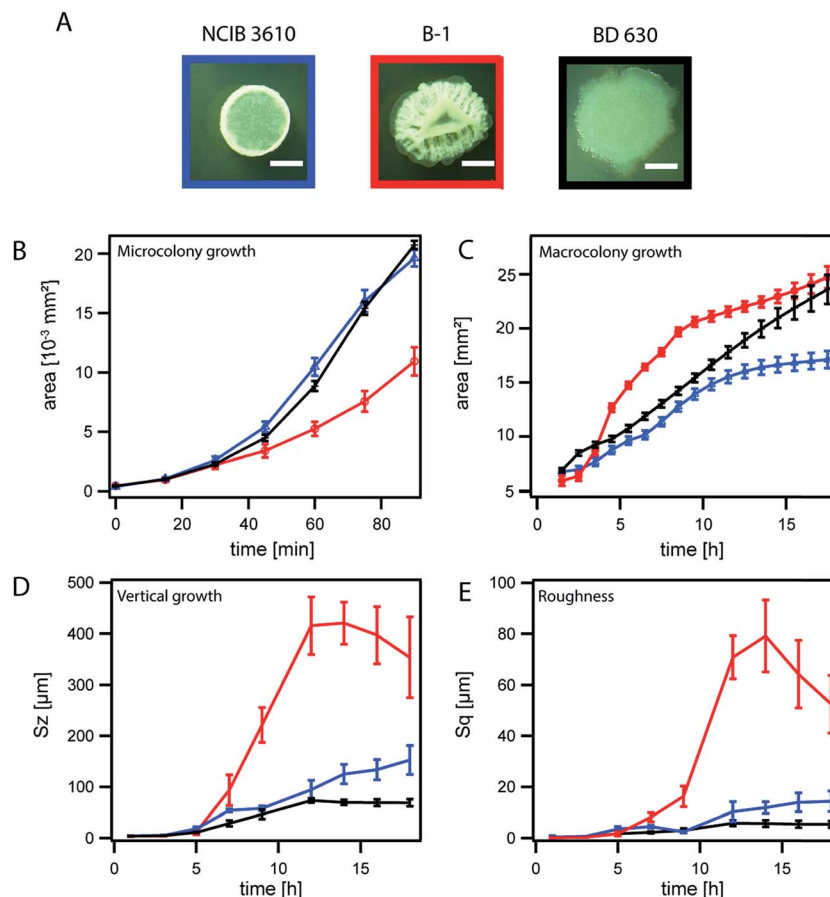 A
NCIB 3610
B-1
BD 630
B
Microcolony growth
area [10⁻³ mm²]
20
15
10
5
0
0 20 40 60 80
time [min]
C
Macrocolony growth
area [mm²]
25
20
15
10
5
0 5 10 15
time [h]
D
Vertical growth
Sz [µm]
500
400
300
200
100
0
0 5 10 15
time [h]
E
Roughness
Sq [µm]
100
80
60
40
20
0
0 5 10 15
time [h]